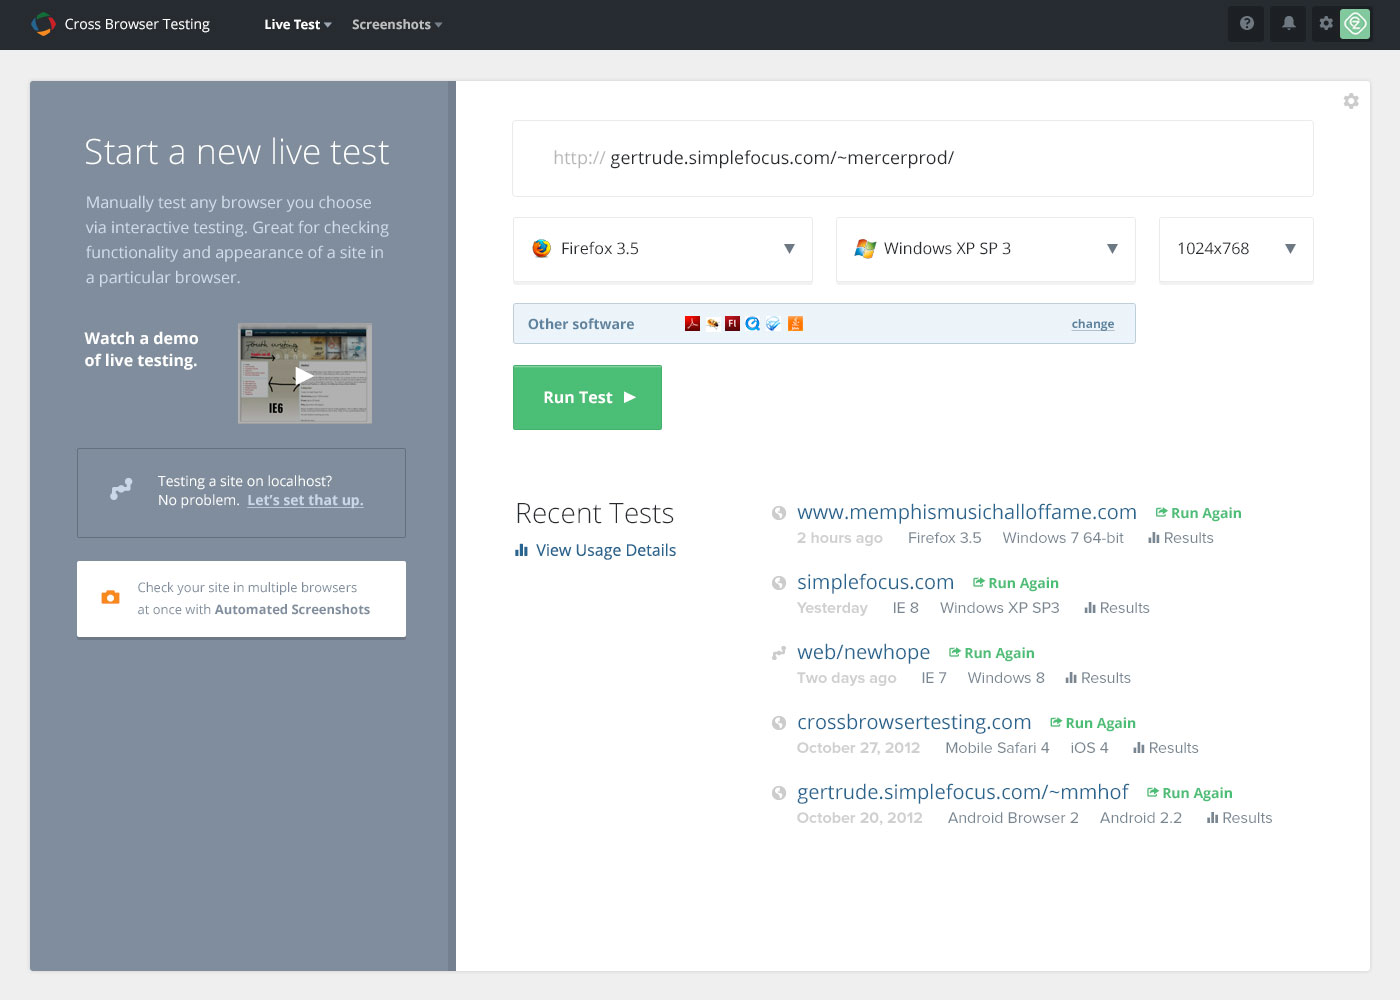 Cross Browser Testing
Live Test
Screenshots
Start a new live test
Manually test any browser you choose
via interactive testing. Great for checking
functionality and appearance of a site in
a particular browser.
Watch a demo
of live testing.
IE6
Testing a site on localhost?
No problem. Let's set that up.
Check your site in multiple browsers
at once with Automated Screenshots
http:// gertrude.simplefocus.com/~mercerprod/
Firefox 3.5
Windows XP SP 3
1024x768
Other software
change
Run Test
Recent Tests
View Usage Details
www.memphismusichalloffame.com Run Again
2 hours ago Firefox 3.5 Windows 7 64-bit Results
simplefocus.com Run Again
Yesterday IE 8 Windows XP SP3 Results
web/newhope Run Again
Two days ago IE 7 Windows 8 Results
crossbrowsertesting.com Run Again
October 27, 2012 Mobile Safari 4 iOS 4 Results
gertrude.simplefocus.com/~mmhof Run Again
October 20, 2012 Android Browser 2 Android 2.2 Results